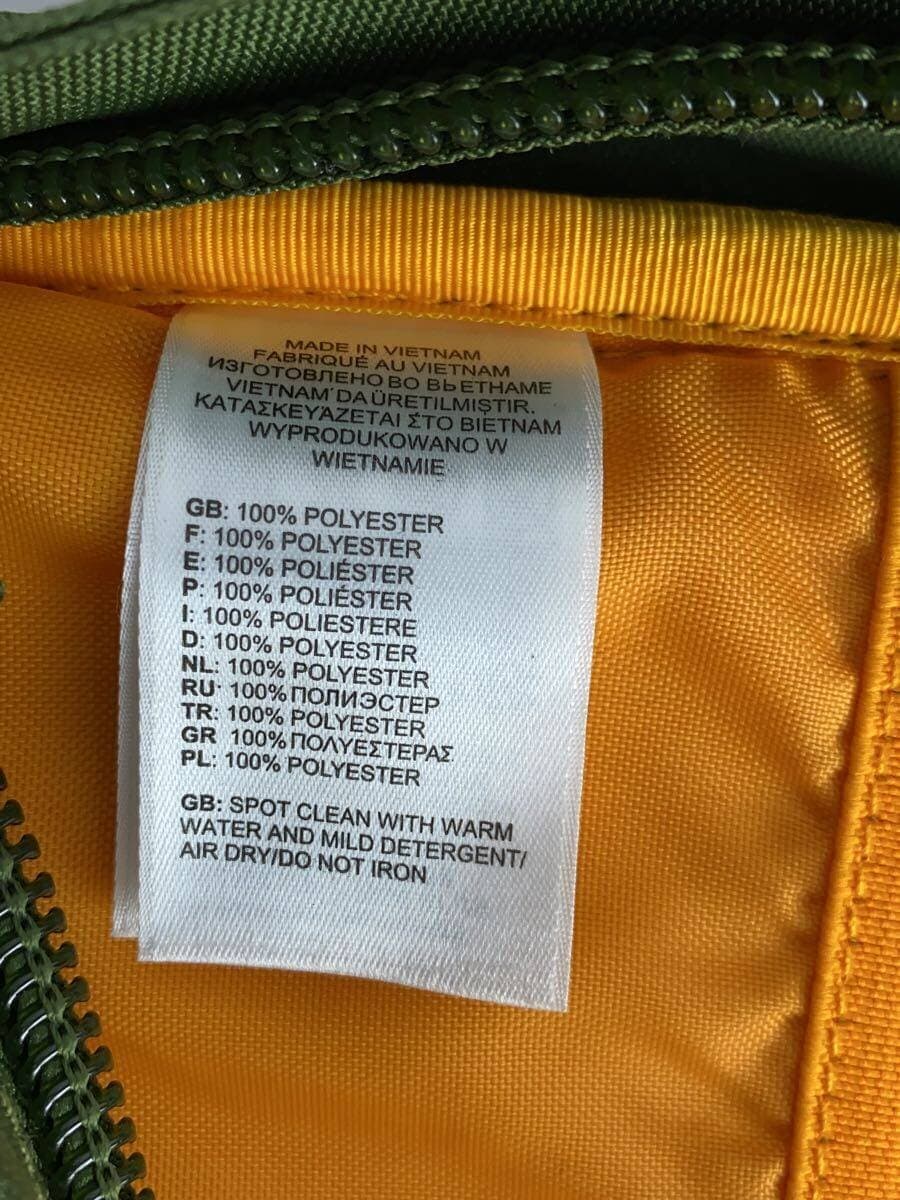 MADE IN VIETNAM
FABRIQUÉ AU VIETNAM
ИЗГОТОВЛЕНО ВО ВЬЕТНАМЕ
VIETNAM'DA ÜRETILMIŞTIR.
ΚΑΤΑΣΚΕΥΆΖΕΤΑΙ ΣΤΟ ΒΙΕΤΝΑΜ
WYPRODUKOWANO W
WIETNAMIE
GB: 100% POLYESTER
F: 100% POLYESTER
E: 100% POLIÉSTER
P: 100% POLIÉSTER
I: 100% POLIESTERE
D: 100% POLYESTER
NL: 100% POLYESTER
RU: 100% ПОЛИЭСТЕР
TR: 100% POLYESTER
GR 100% ΠΟΛΥΕΣΤΕΡΑΣ
PL: 100% POLYESTER
GB: SPOT CLEAN WITH WARM
WATER AND MILD DETERGENT/
AIR DRY/DO NOT IRON